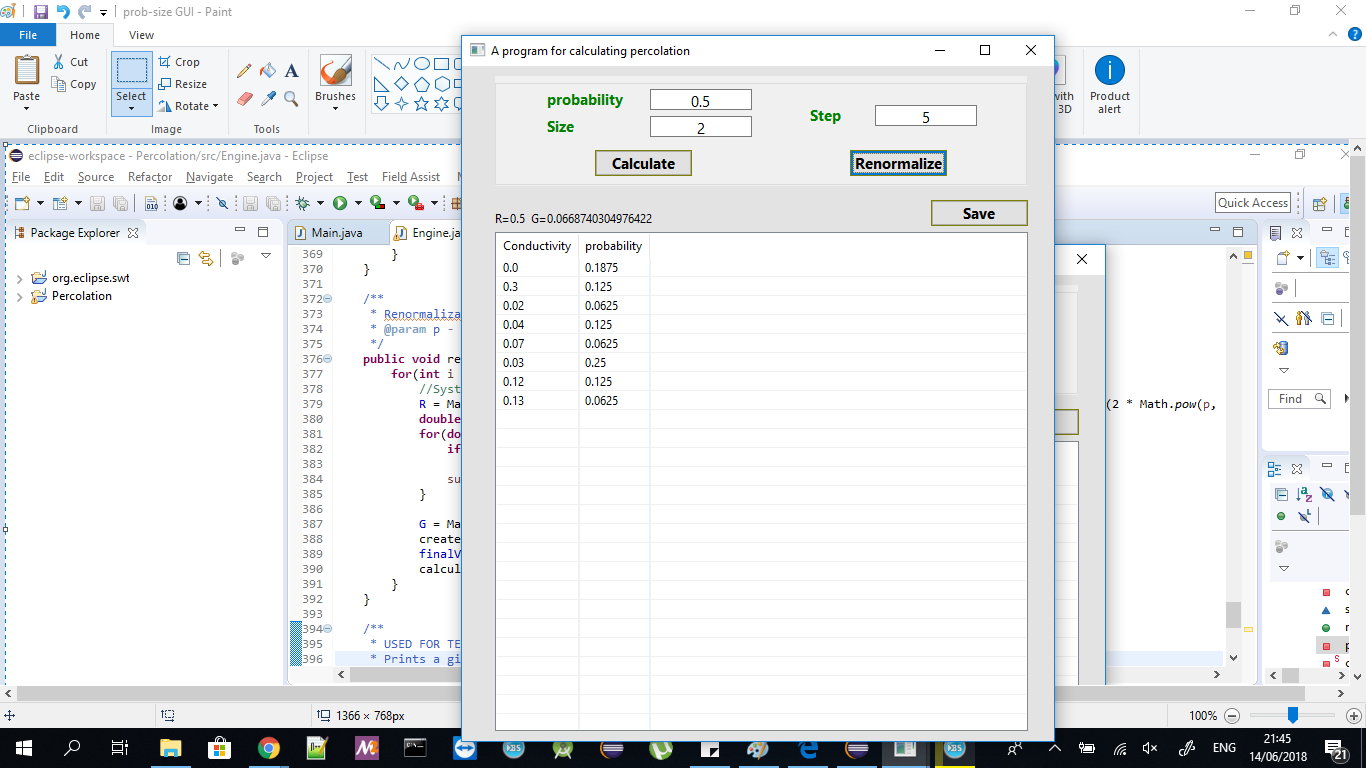 prob-size GUI - Paint
File
Home
View
Paste
Cut
Copy
Clipboard
Select
Crop
Resize
Rotate
Image
Tools
Brushes
with
3D
Product
alert
A program for calculating percolation
probability
0.5
Size
2
Step
5
Calculate
Renormalize
Save
R=0.5 G=0.0668740304976422
Conductivity probability
0.0 0.1875
0.3 0.125
0.02 0.0625
0.04 0.125
0.07 0.0625
0.03 0.25
0.12 0.125
0.13 0.0625
eclipse-workspace - Percolation/src/Engine.java - Eclipse
File Edit Source Refactor Navigate Search Project Test Field Assist
Quick Access
Package Explorer
org.eclipse.swt
Percolation
Main.java
Engine.ja
369 }
370 }
371
372 /**
373 * Renormaliza
374 * @param p -
375 */
376 public void re
377 for(int i
378 //Syst
379 R = Ma
(2 * Math.pow(p,
380 double
381 for(do
382 if
383
384 su
385 }
386
387 G = Ma
388 create
389 finalV
390 calcul
391 }
392 }
393
394 /**
395 * USED FOR TE
396 * Prints a gi
Find
1366 × 768px
100%
ENG
21:45
14/06/2018
21